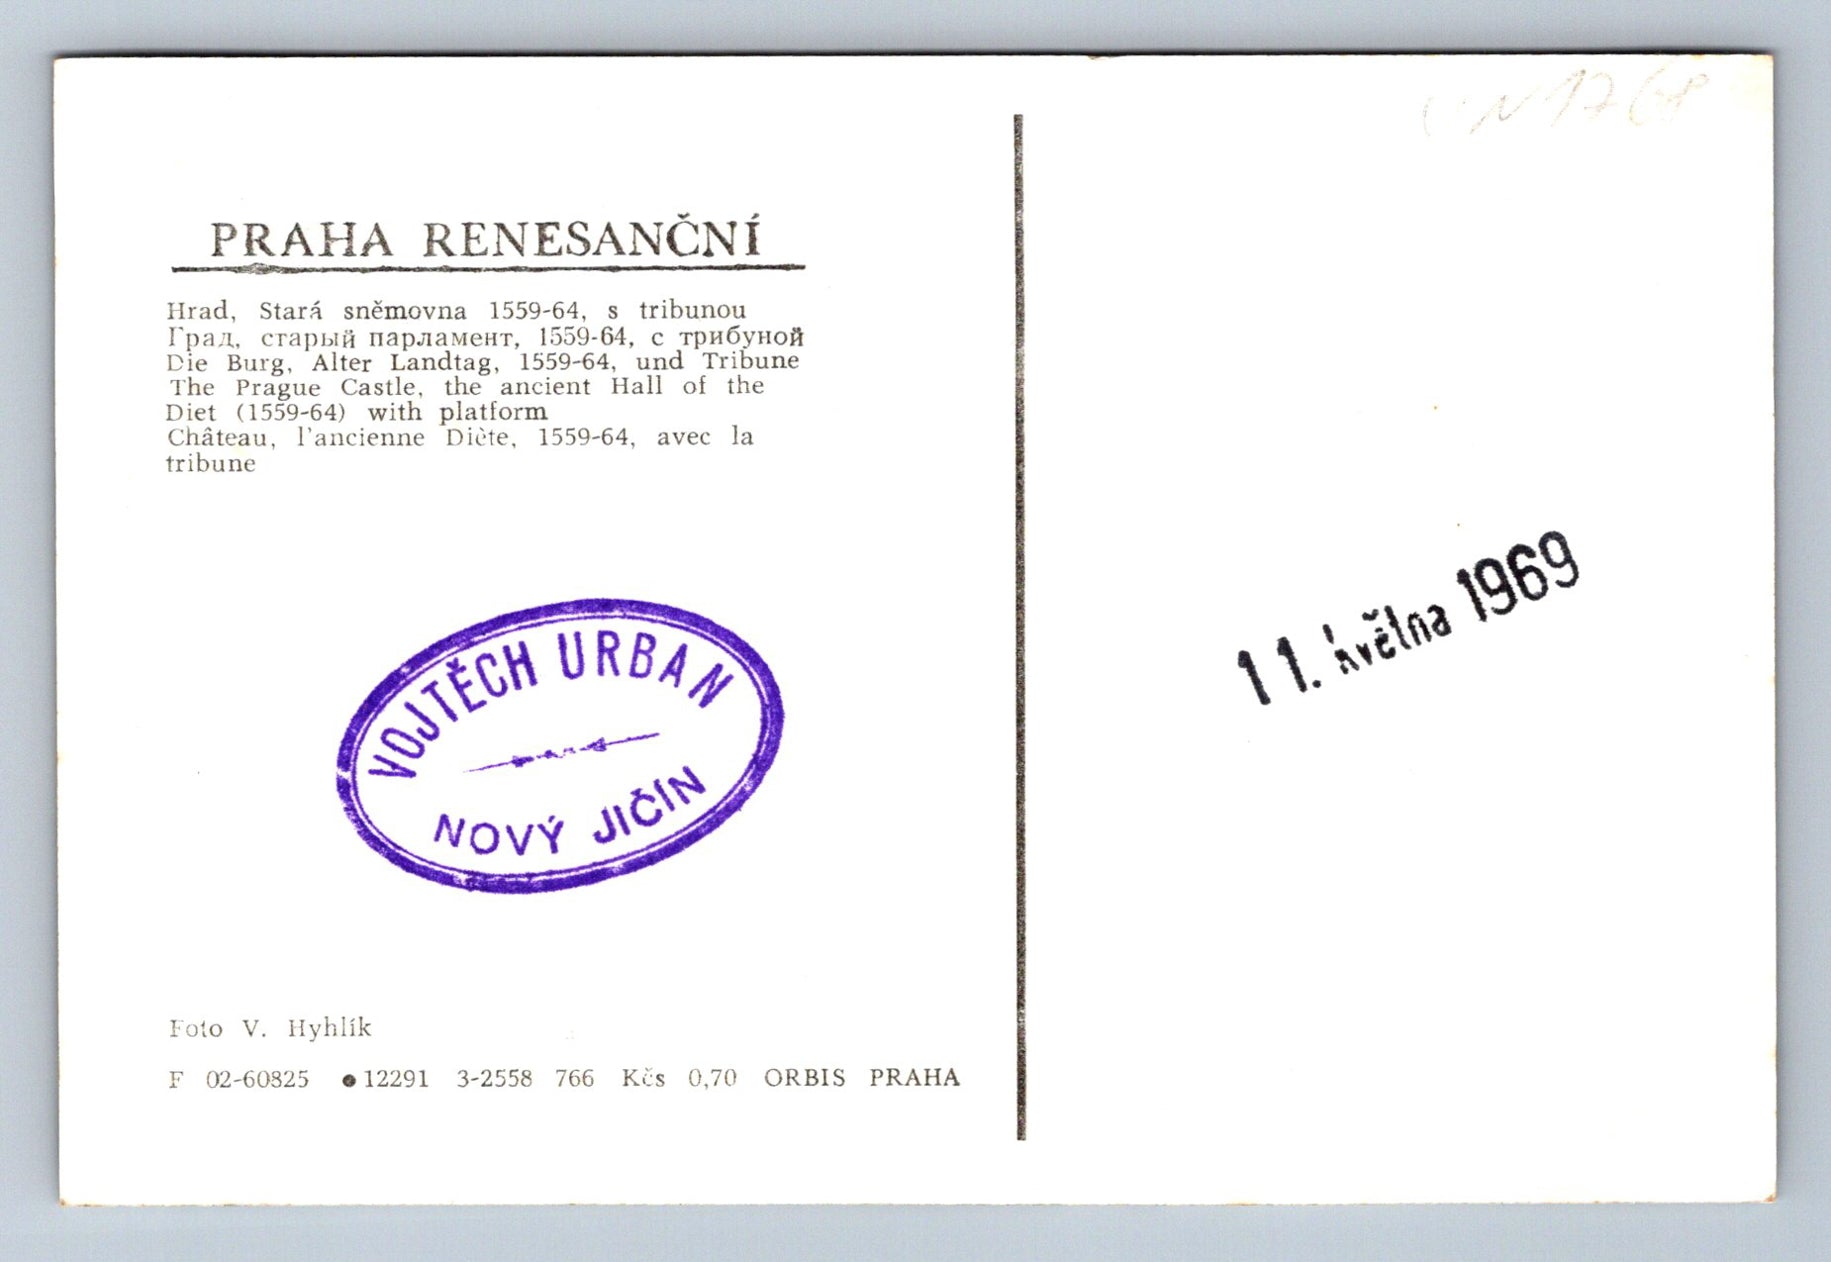 PRAHA RENESANČNÍ
Hrad, Stará sněmovna 1559-64, s tribunou
Град, старый парламент, 1559-64, с трибуной
Die Burg, Alter Landtag, 1559-64, und Tribune
The Prague Castle, the ancient Hall of the
Diet (1559-64) with platform
Château, l'ancienne Diète, 1559-64, avec la
tribune
VOJTĚCH URBAN
NOVÝ JIČÍN
Foto V. Hyhlík
F 02-60825 ●12291 3-2558 766 Kčs 0,70 ORBIS PRAHA
11. května 1969